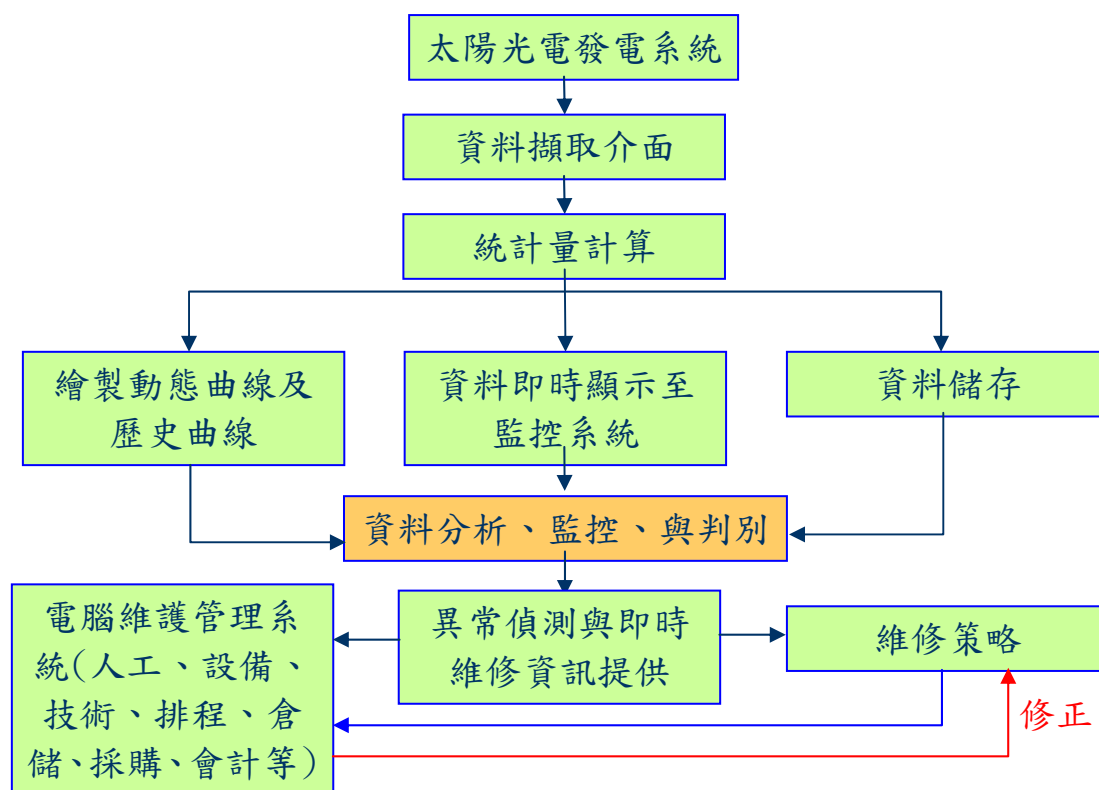 太陽光電發電系統
資料擷取介面
統計量計算
繪製動態曲線及
歷史曲線
資料即時顯示至
監控系統
資料儲存
資料分析、監控、與判別
電腦維護管理系
統(人工、設備、
技術、排程、倉
儲、採購、會計等)
異常偵測與即時
維修資訊提供
維修策略
修正